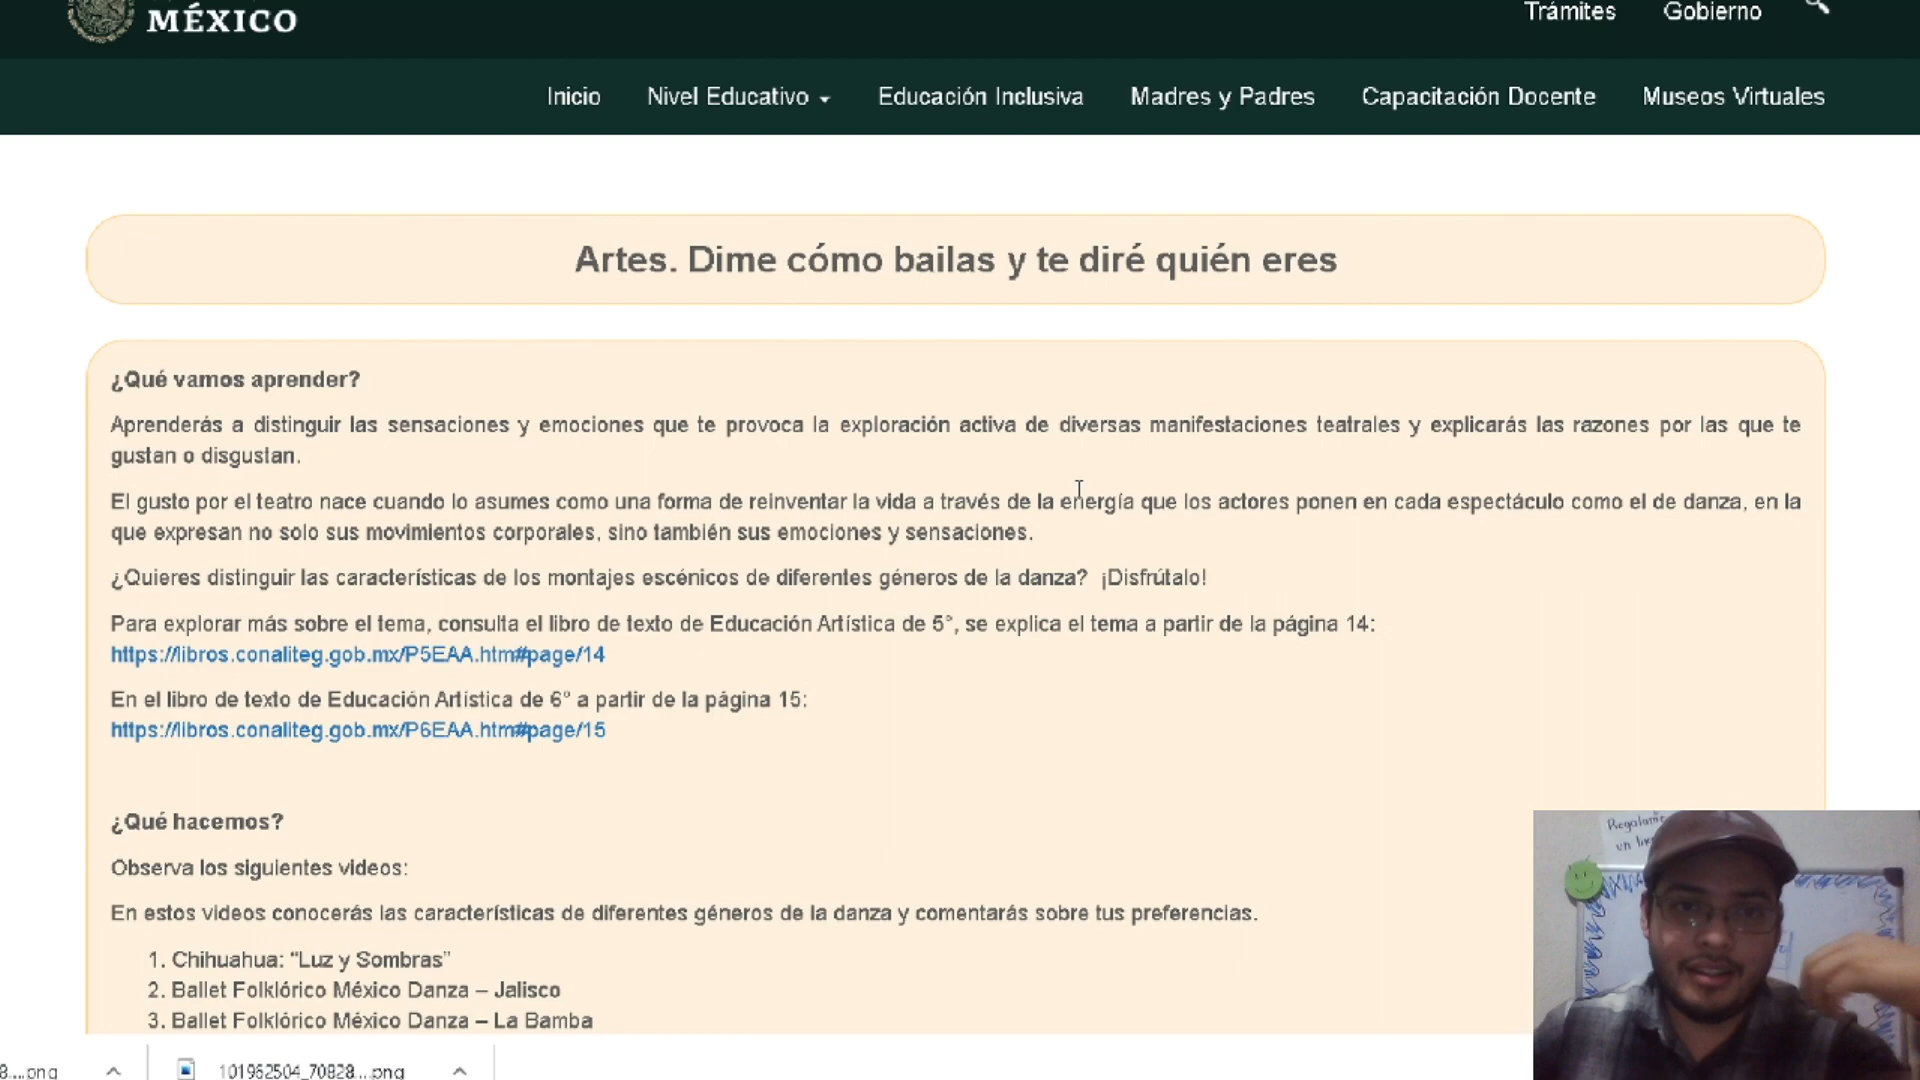 MÉXICO
Trámites Gobierno
Inicio Nivel Educativo Educación Inclusiva Madres y Padres Capacitación Docente Museos Virtuales
Artes. Dime cómo bailas y te diré quién eres
¿Qué vamos aprender?
Aprenderás a distinguir las sensaciones y emociones que te provoca la exploración activa de diversas manifestaciones teatrales y explicarás las razones por las que te
gustan o disgustan.
El gusto por el teatro nace cuando lo asumes como una forma de reinventar la vida a través de la energía que los actores ponen en cada espectáculo como el de danza, en la
que expresan no solo sus movimientos corporales, sino también sus emociones y sensaciones.
¿Quieres distinguir las características de los montajes escénicos de diferentes géneros de la danza? ¡Disfrútalo!
Para explorar más sobre el tema, consulta el libro de texto de Educación Artística de 5°, se explica el tema a partir de la página 14:
https://libros.conaliteg.gob.mx/P5EAA.htm#page/14
En el libro de texto de Educación Artística de 6° a partir de la página 15:
https://libros.conaliteg.gob.mx/P6EAA.htm#page/15
¿Qué hacemos?
Observa los siguientes videos:
En estos videos conocerás las características de diferentes géneros de la danza y comentarás sobre tus preferencias.
1. Chihuahua: “Luz y Sombras”
2. Ballet Folklórico México Danza – Jalisco
3. Ballet Folklórico México Danza – La Bamba
Regalame
un
8....png 101962504_70828....png